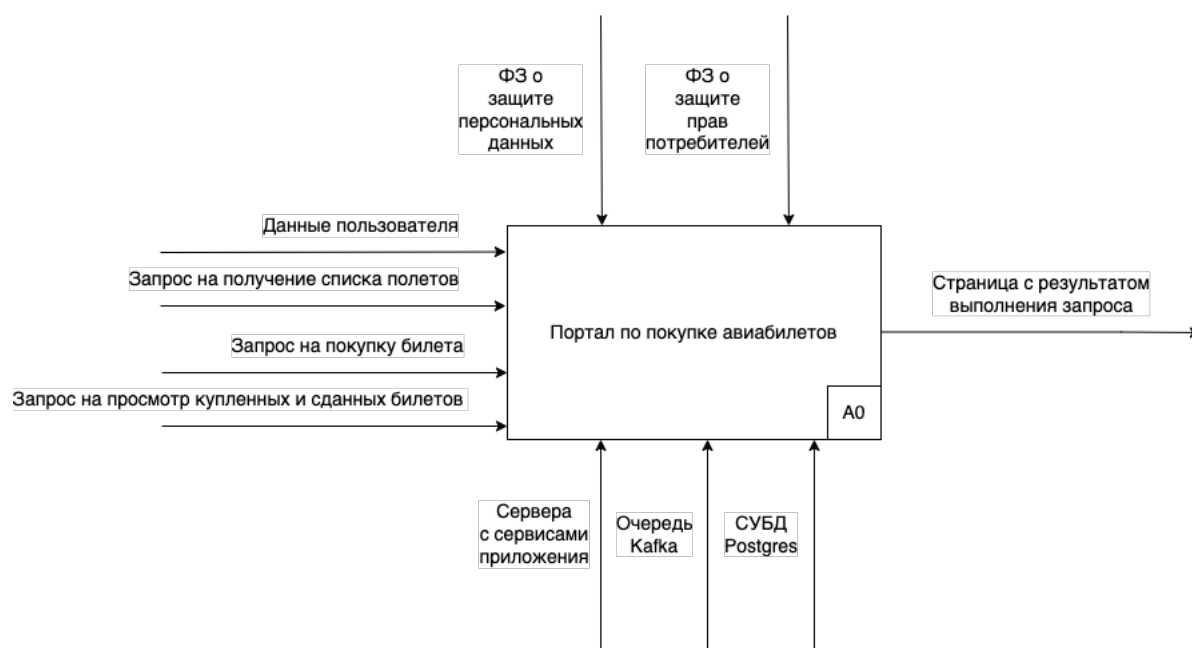 ФЗ о
защите
персональных
данных
ФЗ о
защите
прав
потребителей
Данные пользователя
Запрос на получение списка полетов
Запрос на покупку билета
Запрос на просмотр купленных и сданных билетов
Портал по покупке авиабилетов
A0
Страница с результатом
выполнения запроса
Сервера
с сервисами
приложения
Очередь
Kafka
СУБД
Postgres